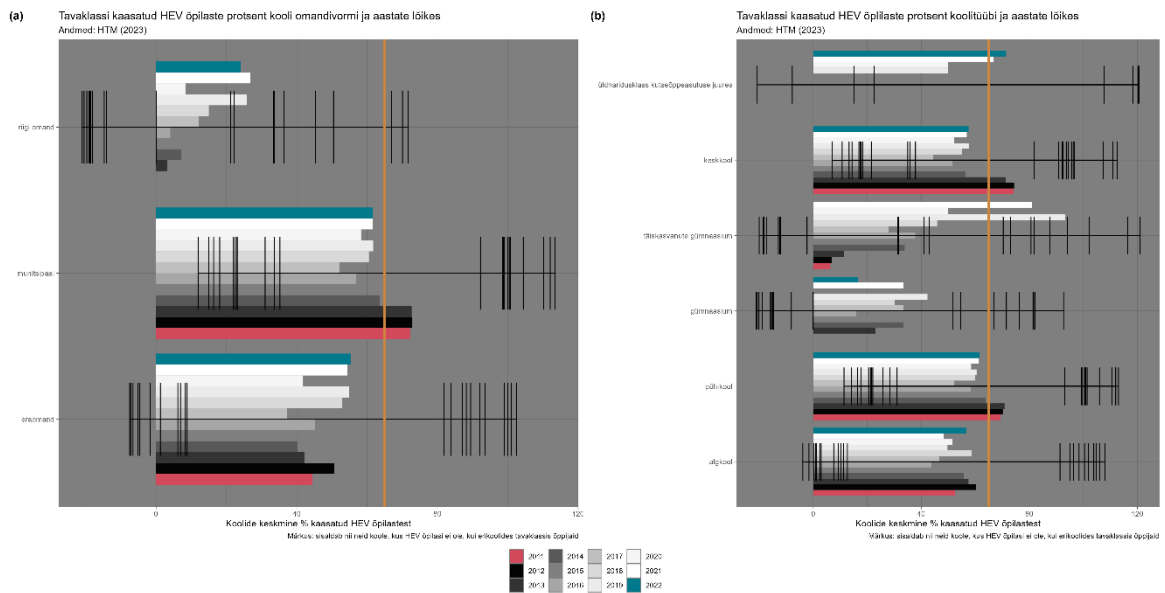 (a)
Tavaklassi kaasatud HEV õpilaste protsent kooli omandivormi ja aastate lõikes
Andmed: HTM (2023)
riigi omand
munitsipaal
eraomand
0
40
80
120
Koolide keskmine % kaasatud HEV õpilastest
Märkus: sisaldab nii neid koole, kus HEV õpilasi ei ole, kui erikoolides tavaklassis õppijaid
(b)
Tavaklassi kaasatud HEV õpilaste protsent koolitüübi ja aastate lõikes
Andmed: HTM (2023)
üldharidusklass kutseõppeasutuse juures
keskkool
täiskasvanute gümnaasium
gümnaasium
põhikool
algkool
0
40
80
120
Koolide keskmine % kaasatud HEV õpilastest
Märkus: sisaldab nii neid koole, kus HEV õpilasi ei ole, kui erikoolides tavaklassis õppijaid
2011 2014 2017 2020
2012 2015 2018 2021
2013 2016 2019 2022